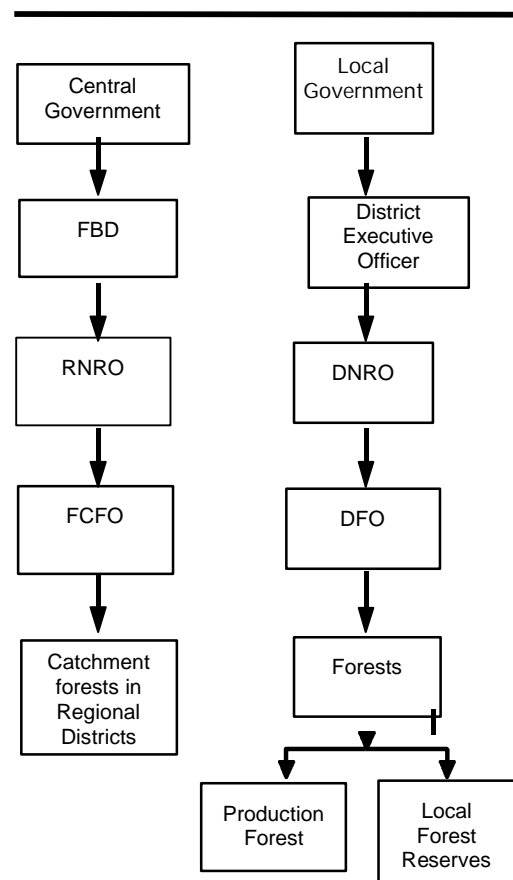 Central
Government
FBD
RNRO
FCFO
Catchment
forests in
Regional
Districts
Local
Government
District
Executive
Officer
DNRO
DFO
Forests
Production
Forest
Local
Forest
Reserves